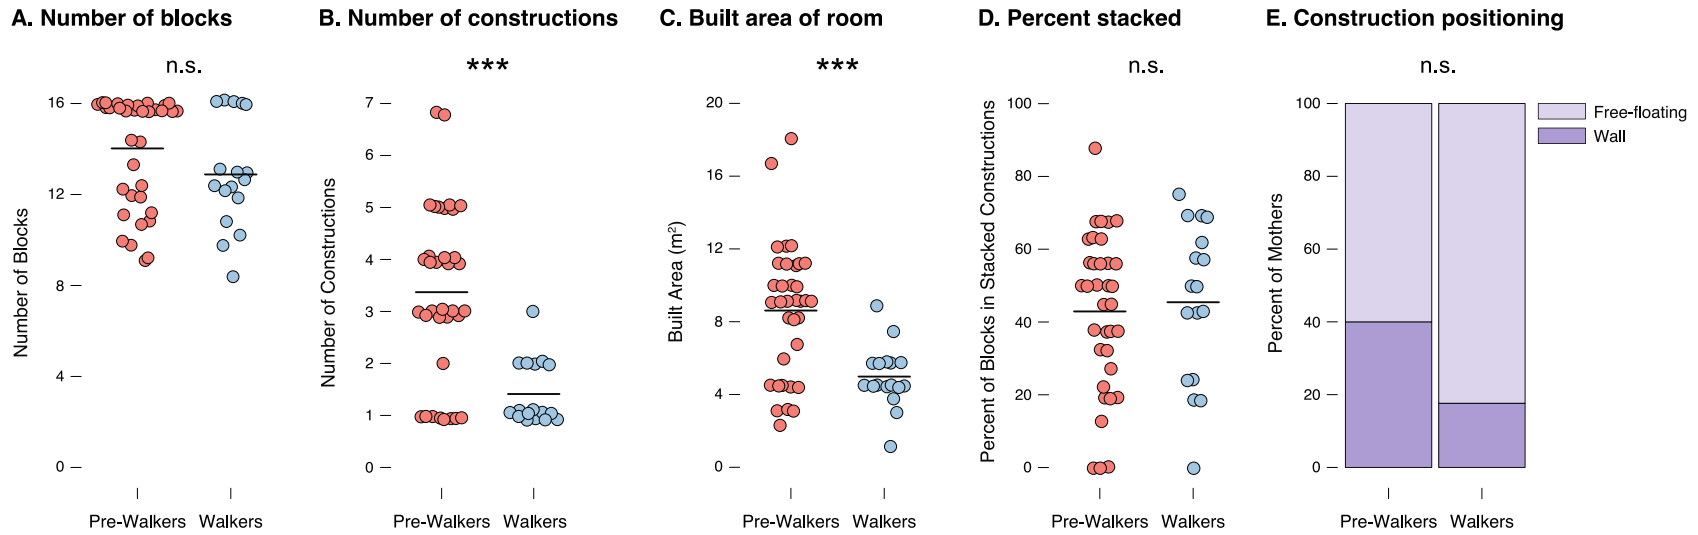 A. Number of blocks
n.s.
Number of Blocks
16
12
8
4
0
Pre-Walkers
Walkers
B. Number of constructions
***
Number of Constructions
7
6
5
4
3
2
1
0
Pre-Walkers
Walkers
C. Built area of room
***
Built Area (m²)
20
16
12
8
4
0
Pre-Walkers
Walkers
D. Percent stacked
n.s.
Percent of Blocks in Stacked Constructions
100
80
60
40
20
0
Pre-Walkers
Walkers
E. Construction positioning
n.s.
Percent of Mothers
100
80
60
40
20
0
Pre-Walkers
Walkers
Free-floating
Wall